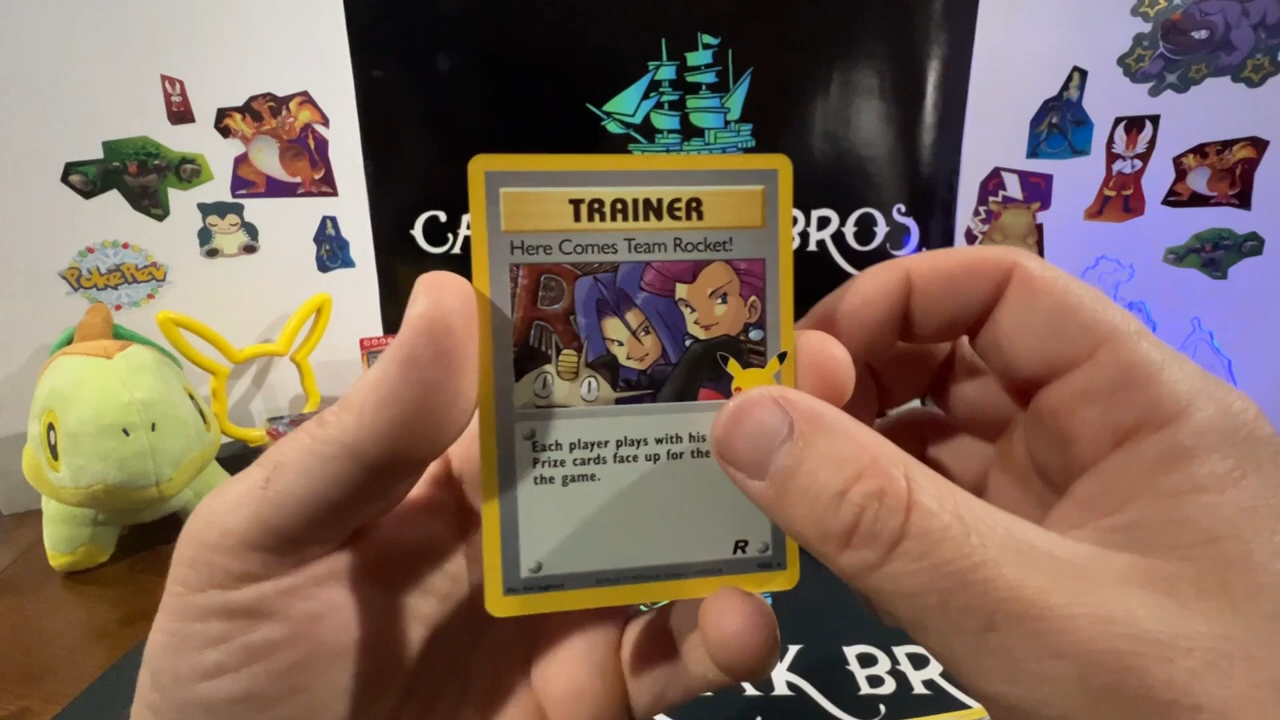 PokeRev
CA
BROS.
TRAINER
Here Comes Team Rocket!
R
Each player plays with his
Prize cards face up for the
the game.
R
AK BR